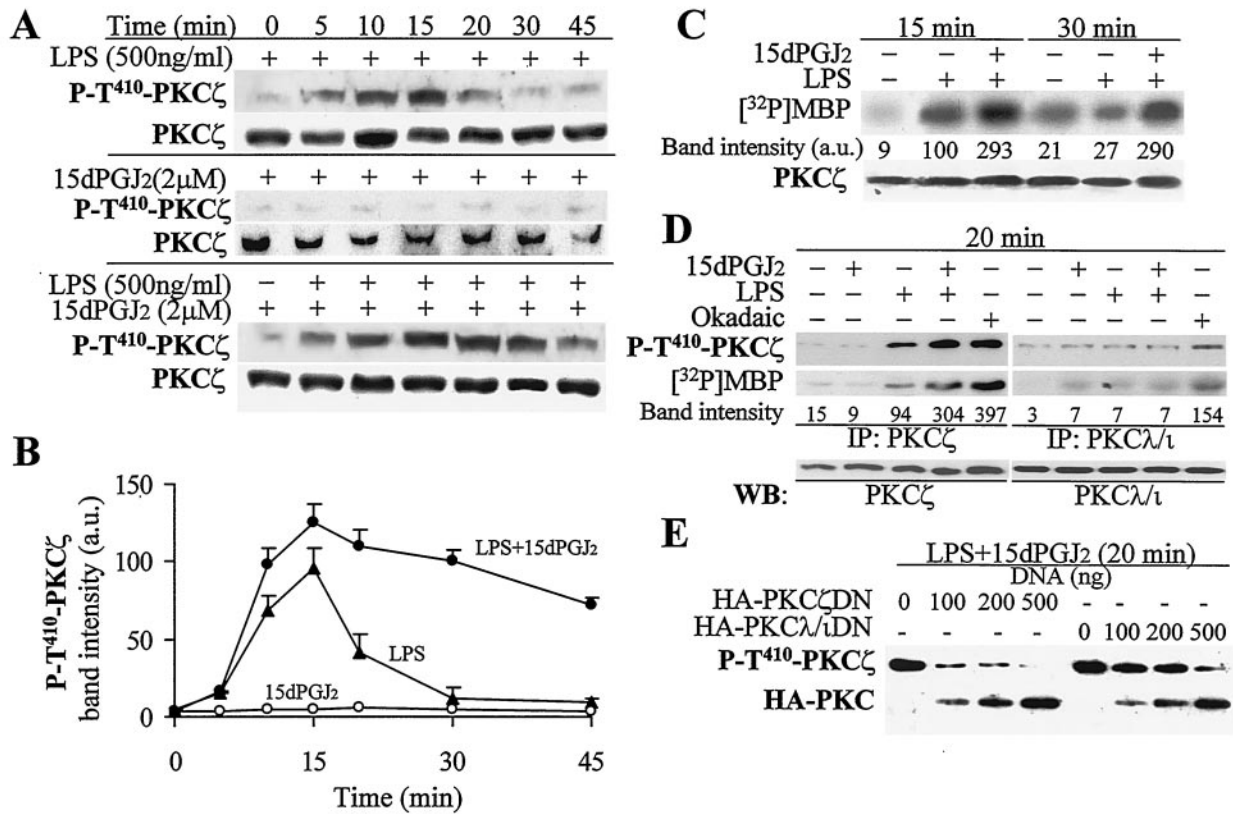 A
Time (min) 0 5 10 15 20 30 45
LPS (500ng/ml) + + + + + + +
P-T⁴¹⁰-PKCζ
PKCζ
15dPGJ₂(2μM) + + + + + + +
P-T⁴¹⁰-PKCζ
PKCζ
LPS (500ng/ml) − + + + + + +
15dPGJ₂ (2μM) + + + + + + +
P-T⁴¹⁰-PKCζ
PKCζ
B
P-T⁴¹⁰-PKCζ
band intensity (a.u.)
150
100
50
0
LPS+15dPGJ₂
LPS
15dPGJ₂
0 15 30 45
Time (min)
C
15 min 30 min
15dPGJ₂ − − + − − +
LPS − + + − + +
[³²P]MBP
Band intensity (a.u.) 9 100 293 21 27 290
PKCζ
D
20 min
15dPGJ₂ − + − + − − + − + −
LPS − − + + − − − + + −
Okadaic − − − − + − − − − +
P-T⁴¹⁰-PKCζ
[³²P]MBP
Band intensity 15 9 94 304 397 3 7 7 7 154
IP: PKCζ IP: PKCλ/ι
WB: PKCζ PKCλ/ι
E
LPS+15dPGJ₂ (20 min)
DNA (ng)
HA-PKCζDN 0 100 200 500 - - - -
HA-PKCλ/ιDN - - - - 0 100 200 500
P-T⁴¹⁰-PKCζ
HA-PKC